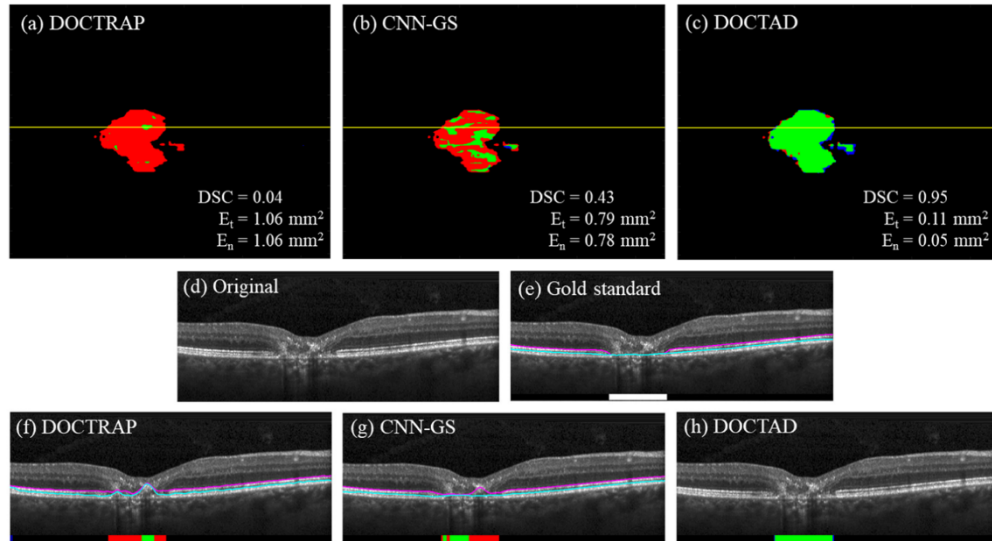 (a) DOCTRAP
DSC = 0.04
Et = 1.06 mm²
En = 1.06 mm²
(b) CNN-GS
DSC = 0.43
Et = 0.79 mm²
En = 0.78 mm²
(c) DOCTAD
DSC = 0.95
Et = 0.11 mm²
En = 0.05 mm²
(d) Original
(e) Gold standard
(f) DOCTRAP
(g) CNN-GS
(h) DOCTAD